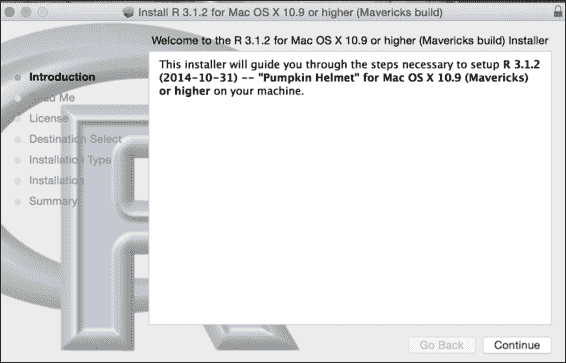 Install R 3.1.2 for Mac OS X 10.9 or higher (Mavericks build)
Welcome to the R 3.1.2 for Mac OS X 10.9 or higher (Mavericks build) Installer
Introduction
Read Me
License
Destination Select
Installation Type
Installation
Summary
This installer will guide you through the steps necessary to setup R 3.1.2
(2014-10-31) -- "Pumpkin Helmet" for Mac OS X 10.9 (Mavericks)
or higher on your machine.
Go Back
Continue